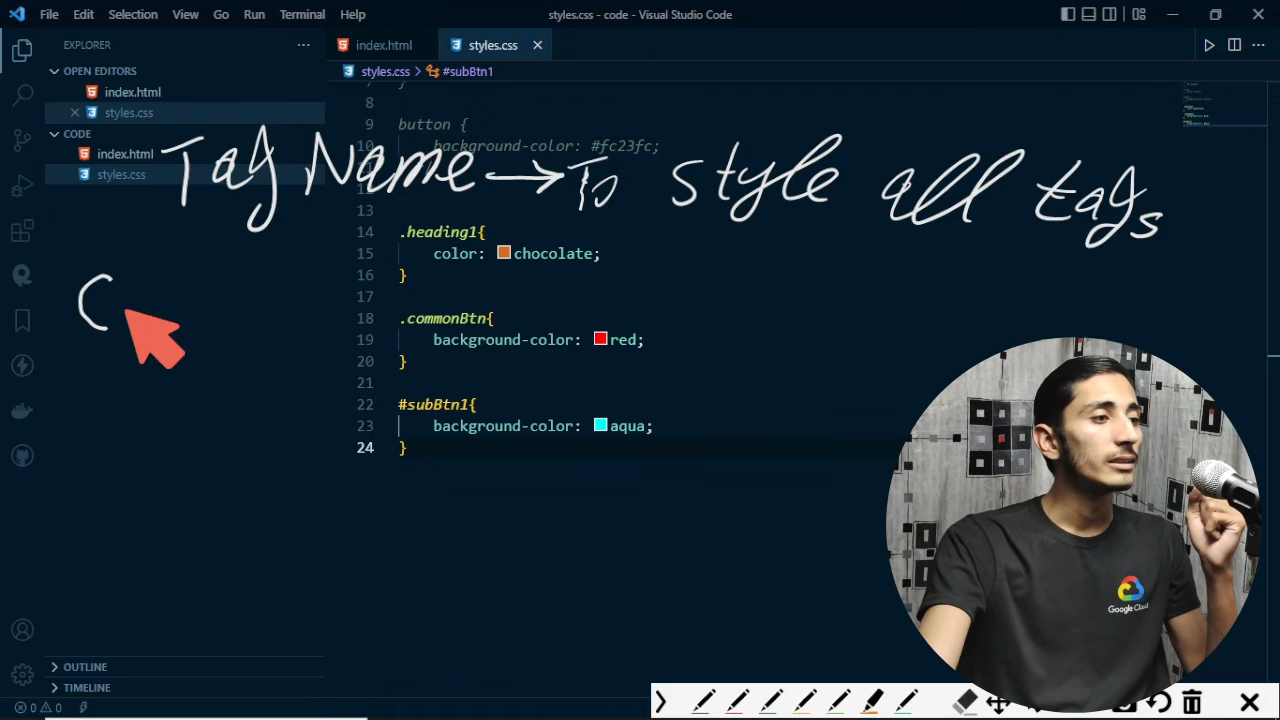 File Edit Selection View Go Run Terminal Help
styles.css - code - Visual Studio Code
EXPLORER
index.html
styles.css
OPEN EDITORS
styles.css > #subBtn1
index.html
styles.css
CODE
index.html
styles.css
Tag Name → To style all tags
C
8
9 button {
10 background-color: #fc23fc;
13
14 .heading1{
15 color: chocolate;
16 }
17
18 .commonBtn{
19 background-color: red;
20 }
21
22 #subBtn1{
23 background-color: aqua;
24 }
Google Cloud
OUTLINE
TIMELINE
0 0